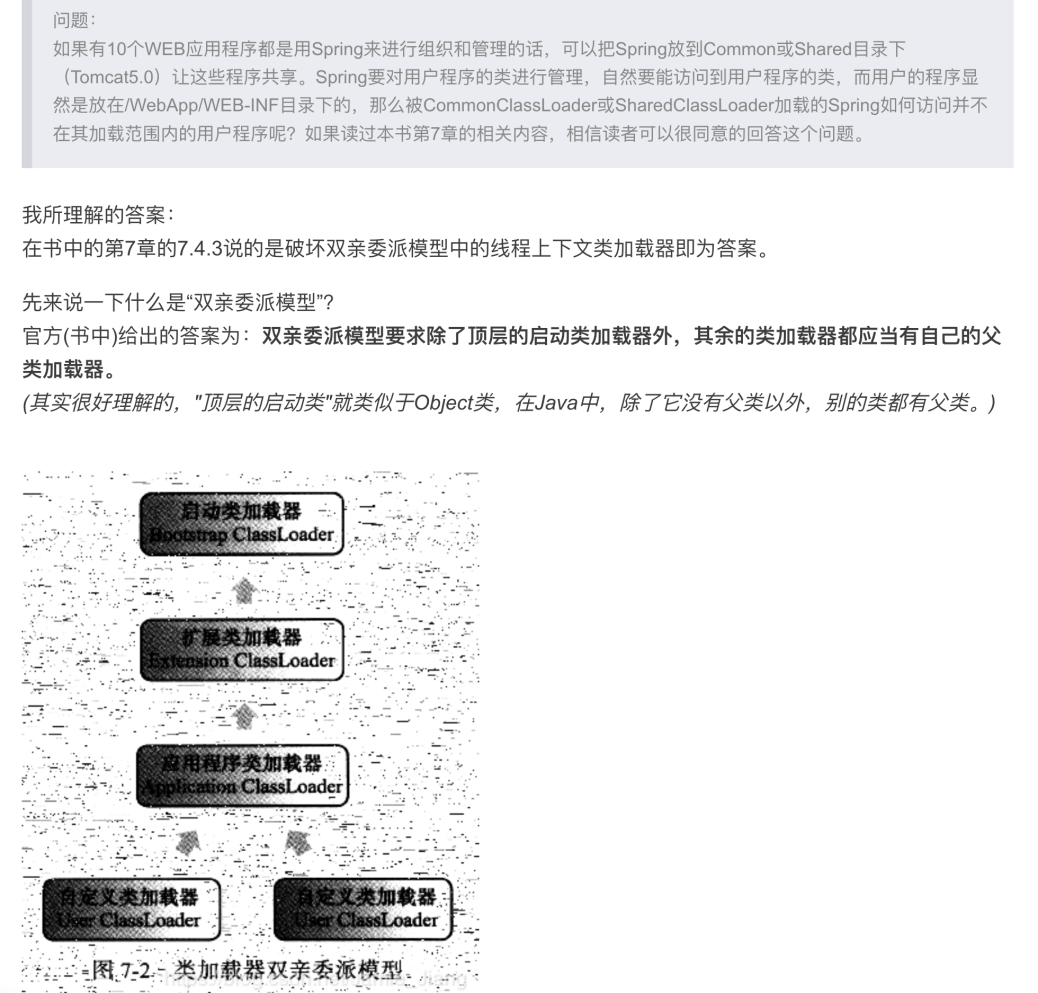 问题：
如果有10个WEB应用程序都是用Spring来进行组织和管理的话，可以把Spring放到Common或Shared目录下
（Tomcat5.0）让这些程序共享。Spring要对用户程序的类进行管理，自然要能访问到用户程序的类，而用户的程序显
然是放在/WebApp/WEB-INF目录下的，那么被CommonClassLoader或SharedClassLoader加载的Spring如何访问并不
在其加载范围内的用户程序呢？如果读过本书第7章的相关内容，相信读者可以很同意的回答这个问题。
我所理解的答案：
在书中的第7章的7.4.3说的是破坏双亲委派模型中的线程上下文类加载器即为答案。
先来说一下什么是“双亲委派模型”?
官方(书中)给出的答案为：双亲委派模型要求除了顶层的启动类加载器外，其余的类加载器都应当有自己的父
类加载器。
(其实很好理解的，"顶层的启动类"就类似于Object类，在Java中，除了它没有父类以外，别的类都有父类。)
启动类加载器
Bootstrap ClassLoader
扩展类加载器
Extension ClassLoader
应用程序类加载器
Application ClassLoader
自定义类加载器
User ClassLoader
自定义类加载器
User ClassLoader
图 7-2 类加载器双亲委派模型